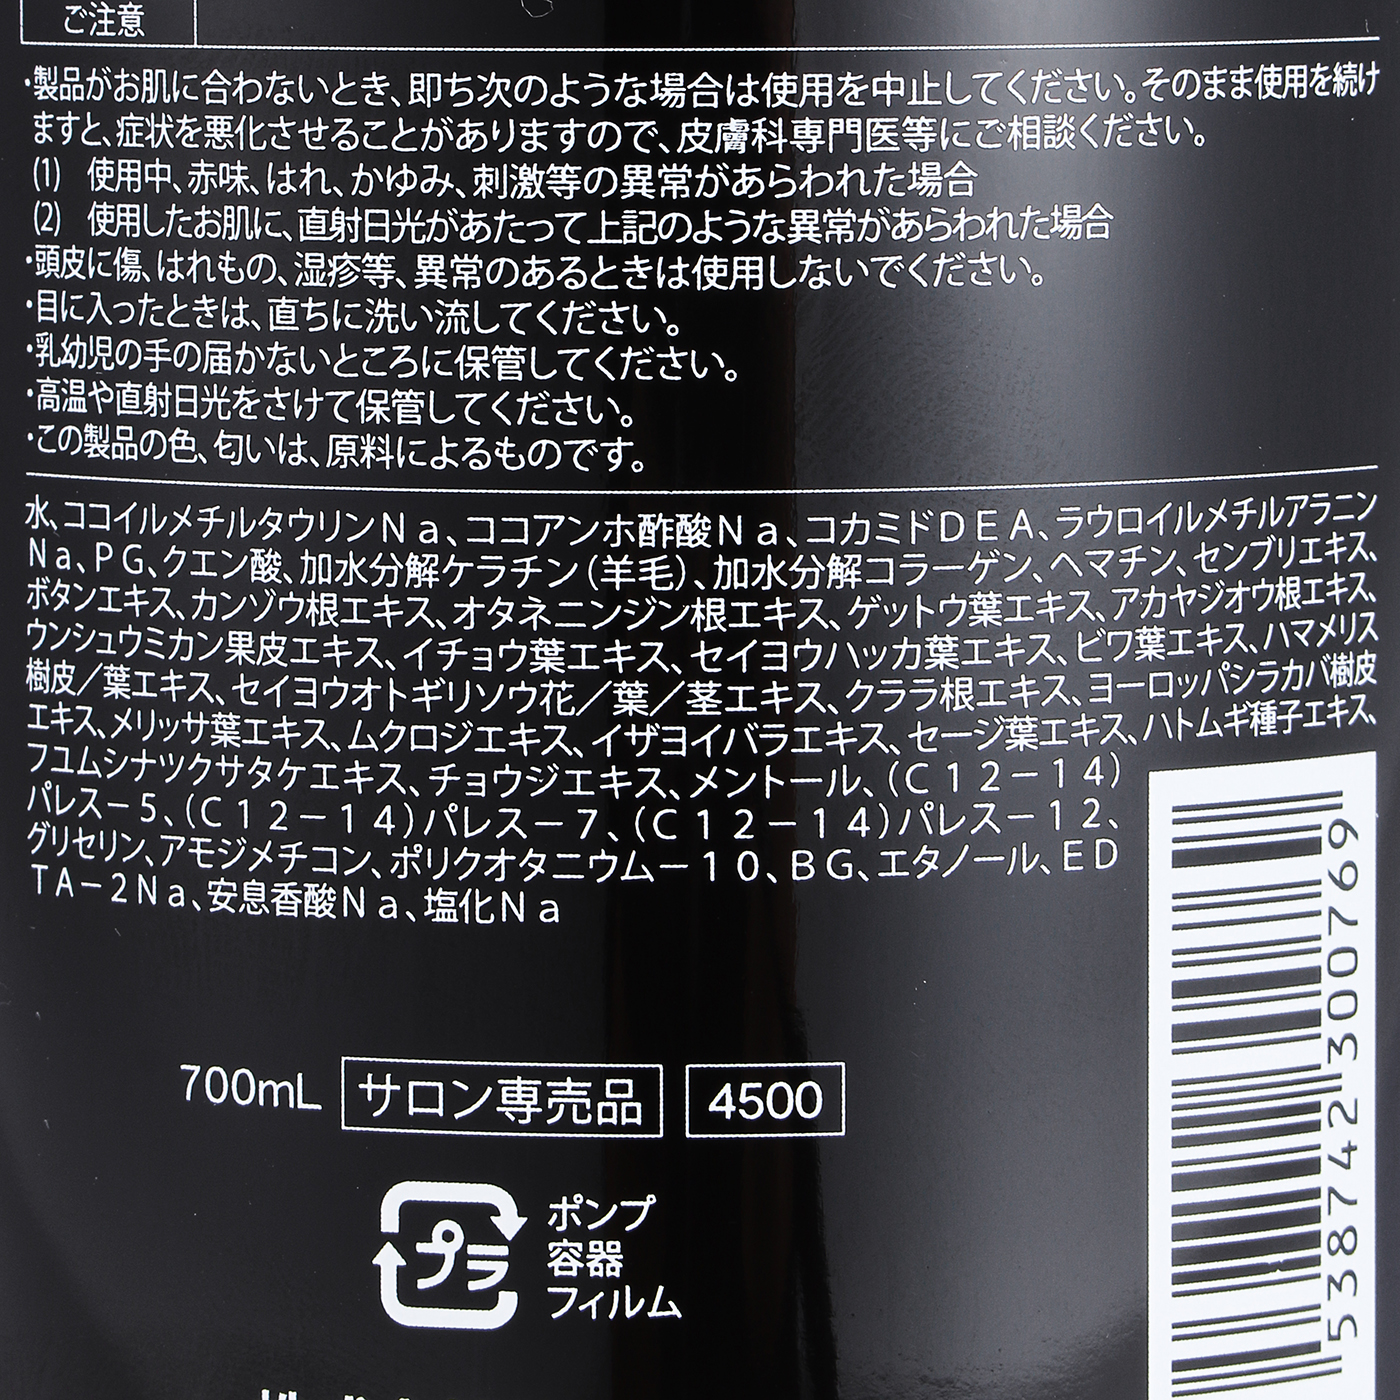 ご注意
・製品がお肌に合わないとき、即ち次のような場合は使用を中止してください。そのまま使用を続け
ますと、症状を悪化させることがありますので、皮膚科専門医等にご相談ください。
(1) 使用中、赤味、はれ、かゆみ、刺激等の異常があらわれた場合
(2) 使用したお肌に、直射日光があたって上記のような異常があらわれた場合
・頭皮に傷、はれもの、湿疹等、異常のあるときは使用しないでください。
・目に入ったときは、直ちに洗い流してください。
・乳幼児の手の届かないところに保管してください。
・高温や直射日光をさけて保管してください。
・この製品の色、匂いは、原料によるものです。
水、ココイルメチルタウリンＮａ、ココアンホ酢酸Ｎａ、コカミドＤＥＡ、ラウロイルメチルアラニン
Ｎａ、ＰＧ、クエン酸、加水分解ケラチン（羊毛）、加水分解コラーゲン、ヘマチン、センブリエキス、
ボタンエキス、カンゾウ根エキス、オタネニンジン根エキス、ゲットウ葉エキス、アカヤジオウ根エキス、
ウンシュウミカン果皮エキス、イチョウ葉エキス、セイヨウハッカ葉エキス、ビワ葉エキス、ハマメリス
樹皮／葉エキス、セイヨウオトギリソウ花／葉／茎エキス、クララ根エキス、ヨーロッパシラカバ樹皮
エキス、メリッサ葉エキス、ムクロジエキス、イザヨイバラエキス、セージ葉エキス、ハトムギ種子エキス、
フユムシナツクサタケエキス、チョウジエキス、メントール、（Ｃ１２－１４）
パレス－５、（Ｃ１２－１４）パレス－７、（Ｃ１２－１４）パレス－１２、
グリセリン、アモジメチコン、ポリクオタニウム－１０、ＢＧ、エタノール、ＥＤ
ＴＡ－２Ｎａ、安息香酸Ｎａ、塩化Ｎａ
700mL サロン専売品 4500
プラ
ポンプ
容器
フィルム
538742300769